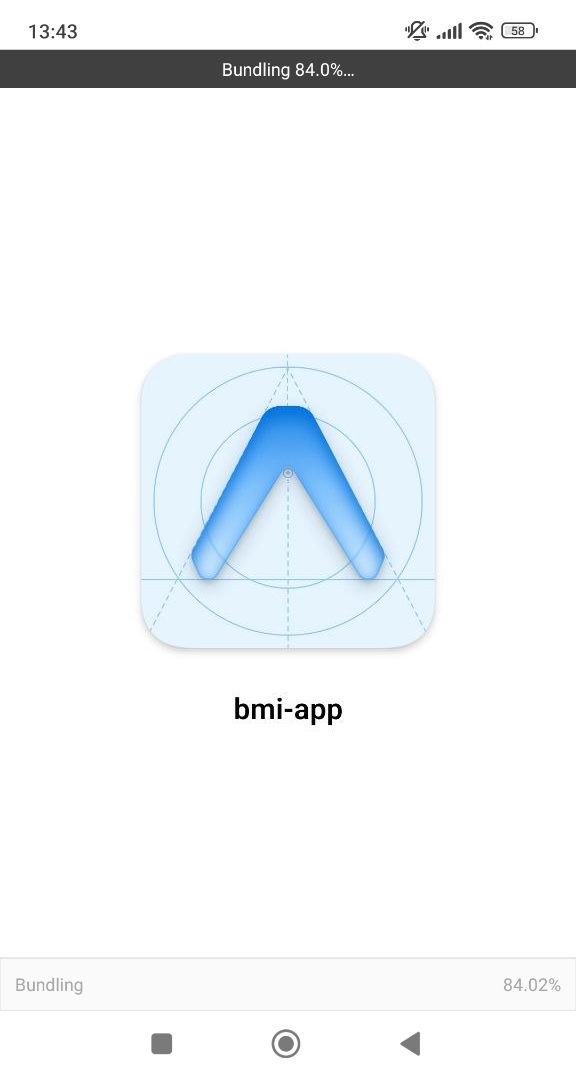 13:43
58
Bundling 84.0%…
bmi-app
Bundling
84.02%